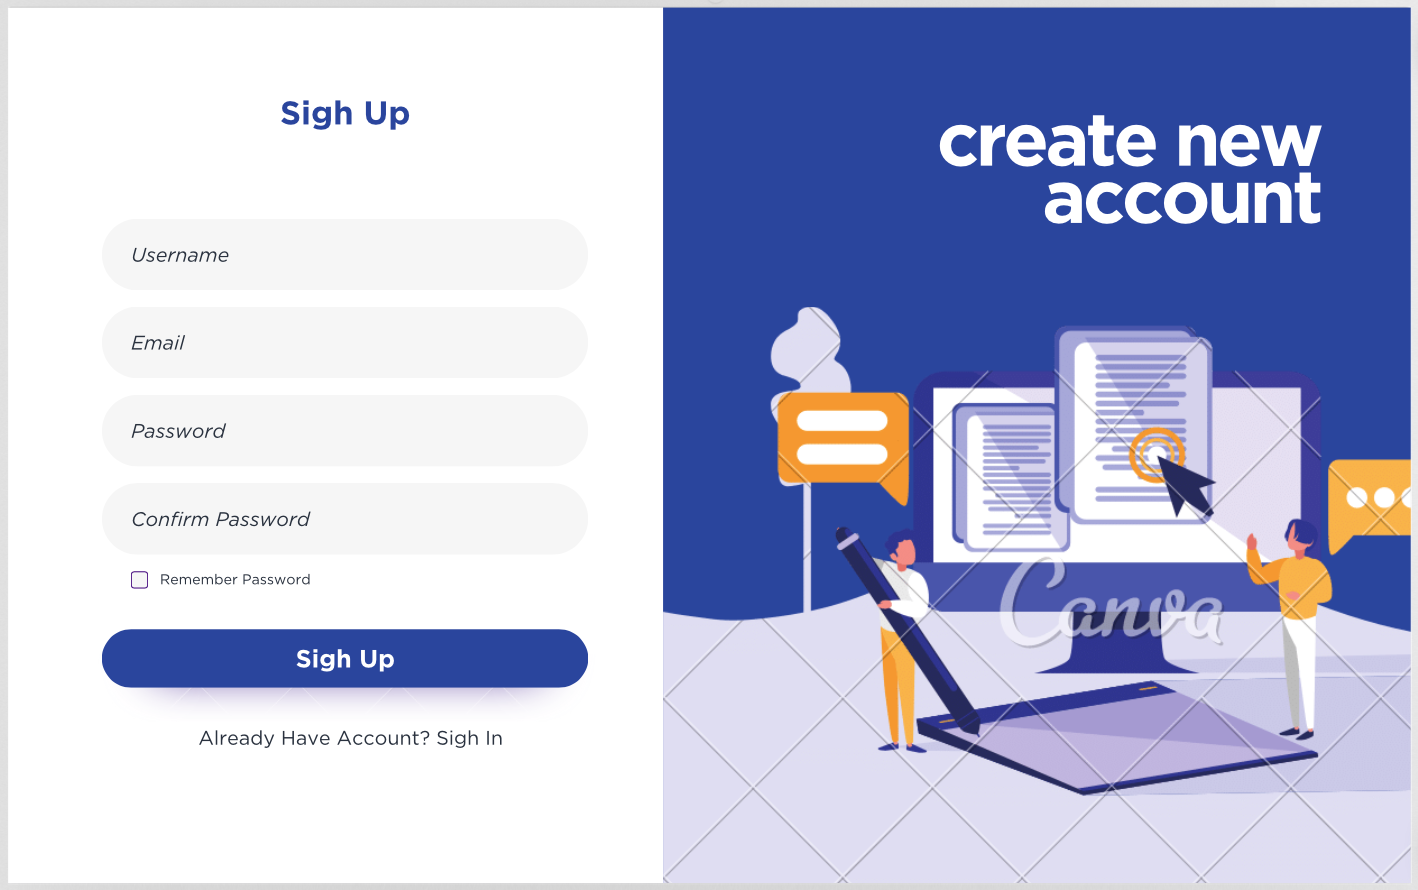 Sigh Up
Username
Email
Password
Confirm Password
Remember Password
Sigh Up
Already Have Account? Sigh In
create new
account
Canva